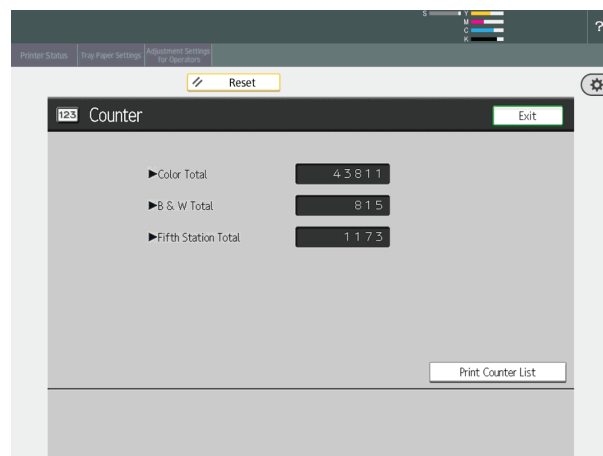 S Y
M
C
K
?
Printer Status Tray Paper Settings Adjustment Settings
for Operators
Reset
123 Counter Exit
►Color Total 43811
►B & W Total 815
►Fifth Station Total 1173
Print Counter List